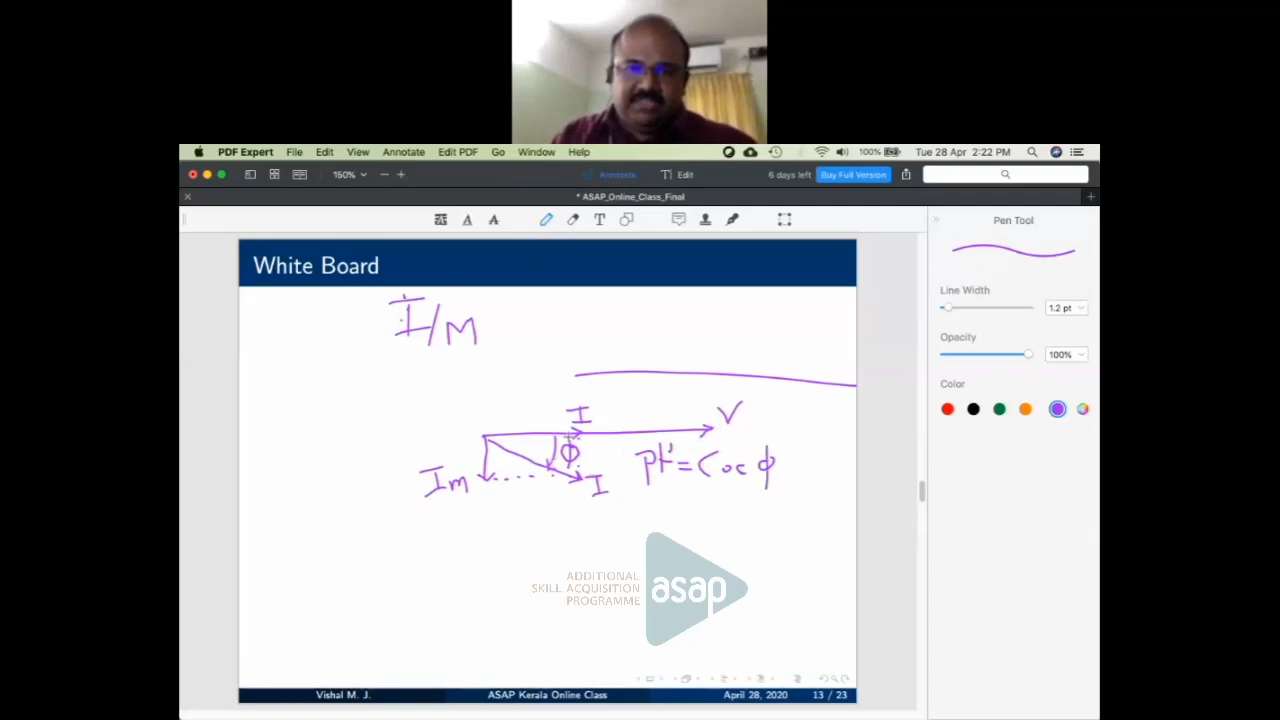 PDF Expert File Edit View Annotate Edit PDF Go Window Help 100% Tue 28 Apr 2:22 PM
150% Annotate Edit 6 days left Buy Full Version
* ASAP_Online_Class_Final
Pen Tool
Line Width
1.2 pt
Opacity
100%
Color
White Board
I/M
I V
Φ
Im I
Pf = Cos φ
ADDITIONAL
SKILL ACQUISITION
PROGRAMME
asap
Vishal M. J. ASAP Kerala Online Class April 28, 2020 13 / 23